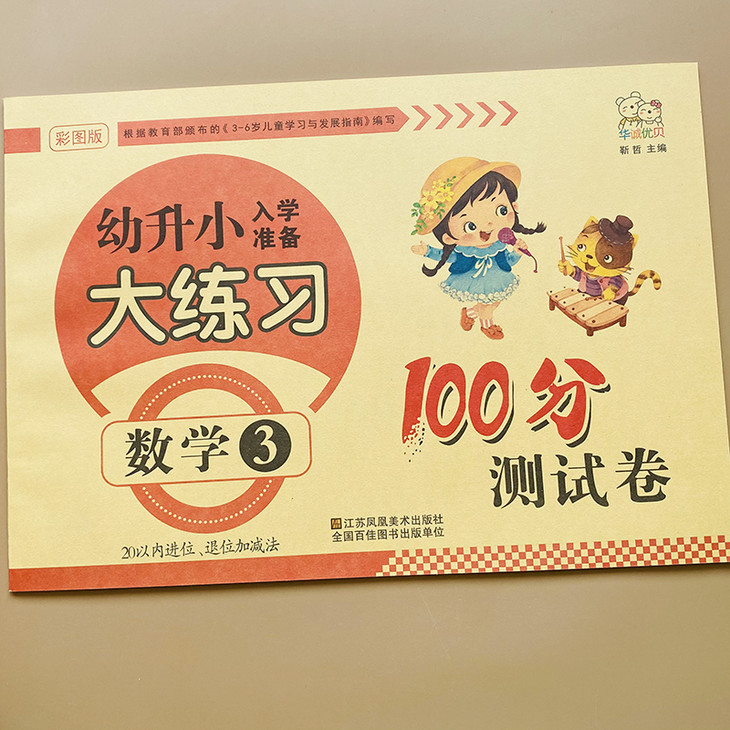 彩图版
根据教育部颁布的《3-6岁儿童学习与发展指南》编写
华诚优贝
靳哲 主编
幼升小
入学
准备
大练习
数学3
100分
测试卷
江苏凤凰美术出版社
全国百佳图书出版单位
20以内进位、退位加减法